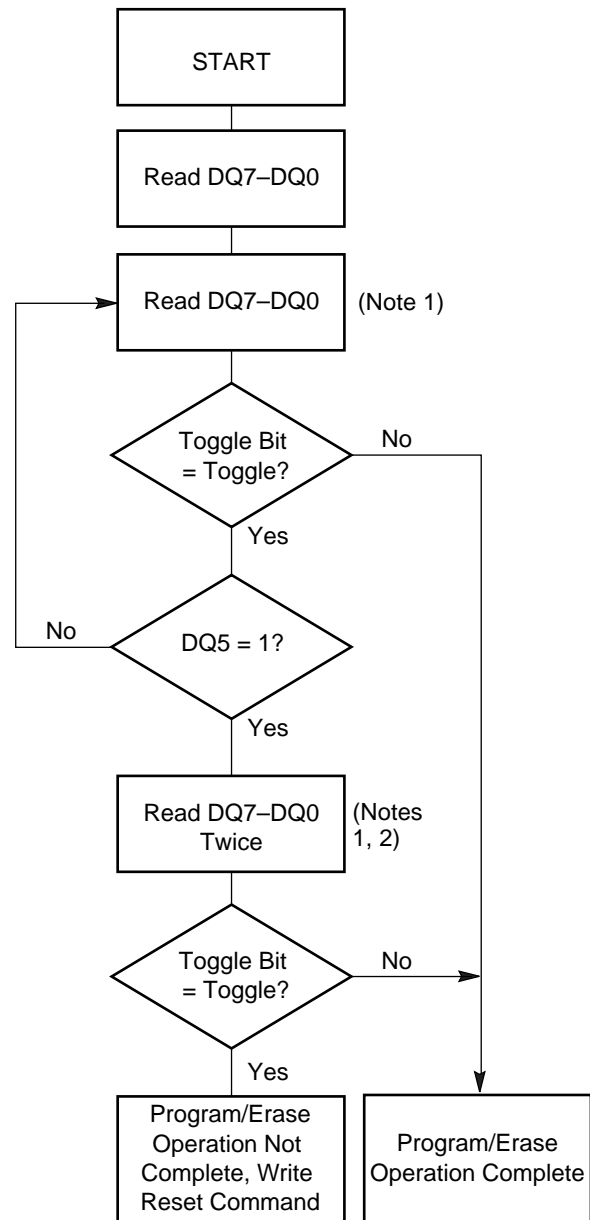 START
Read DQ7–DQ0
Read DQ7–DQ0
(Note 1)
Toggle Bit
= Toggle?
No
Yes
No
DQ5 = 1?
Yes
Read DQ7–DQ0
Twice
(Notes
1, 2)
Toggle Bit
= Toggle?
No
Yes
Program/Erase
Operation Not
Complete, Write
Reset Command
Program/Erase
Operation Complete